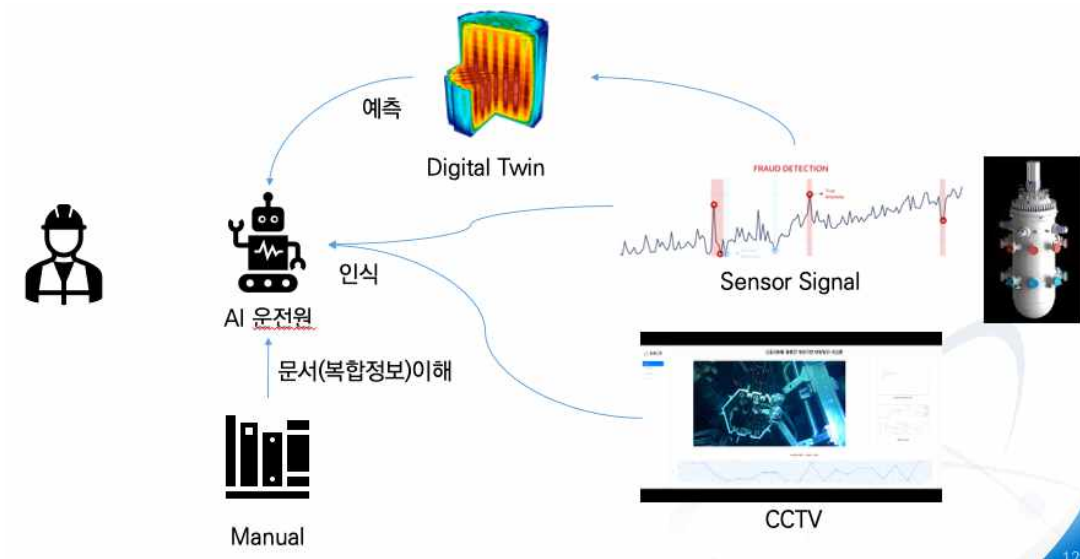 예측
Digital Twin
FRAUD DETECTION
인식
Sensor Signal
AI 운전원
문서(복합정보)이해
Manual
CCTV
12